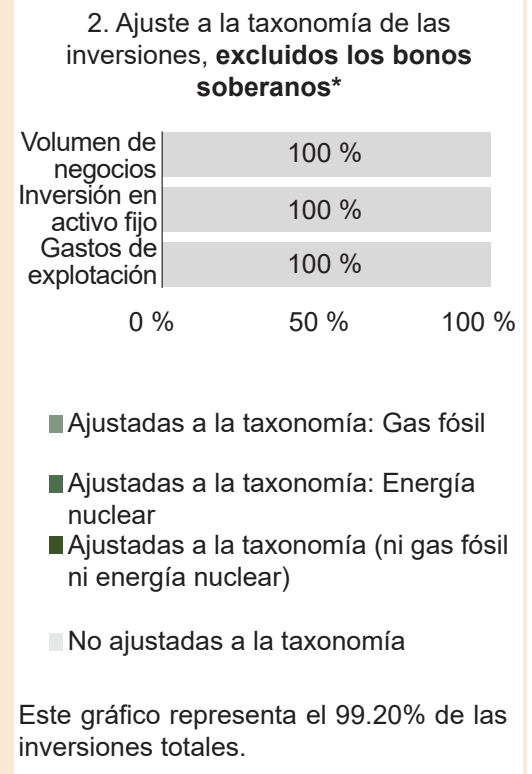 2. Ajuste a la taxonomía de las
inversiones, excluidos los bonos
soberanos*
Volumen de
negocios
100 %
Inversión en
activo fijo
100 %
Gastos de
explotación
100 %
0 %
50 %
100 %
Ajustadas a la taxonomía: Gas fósil
Ajustadas a la taxonomía: Energía
nuclear
Ajustadas a la taxonomía (ni gas fósil
ni energía nuclear)
No ajustadas a la taxonomía
Este gráfico representa el 99.20% de las
inversiones totales.